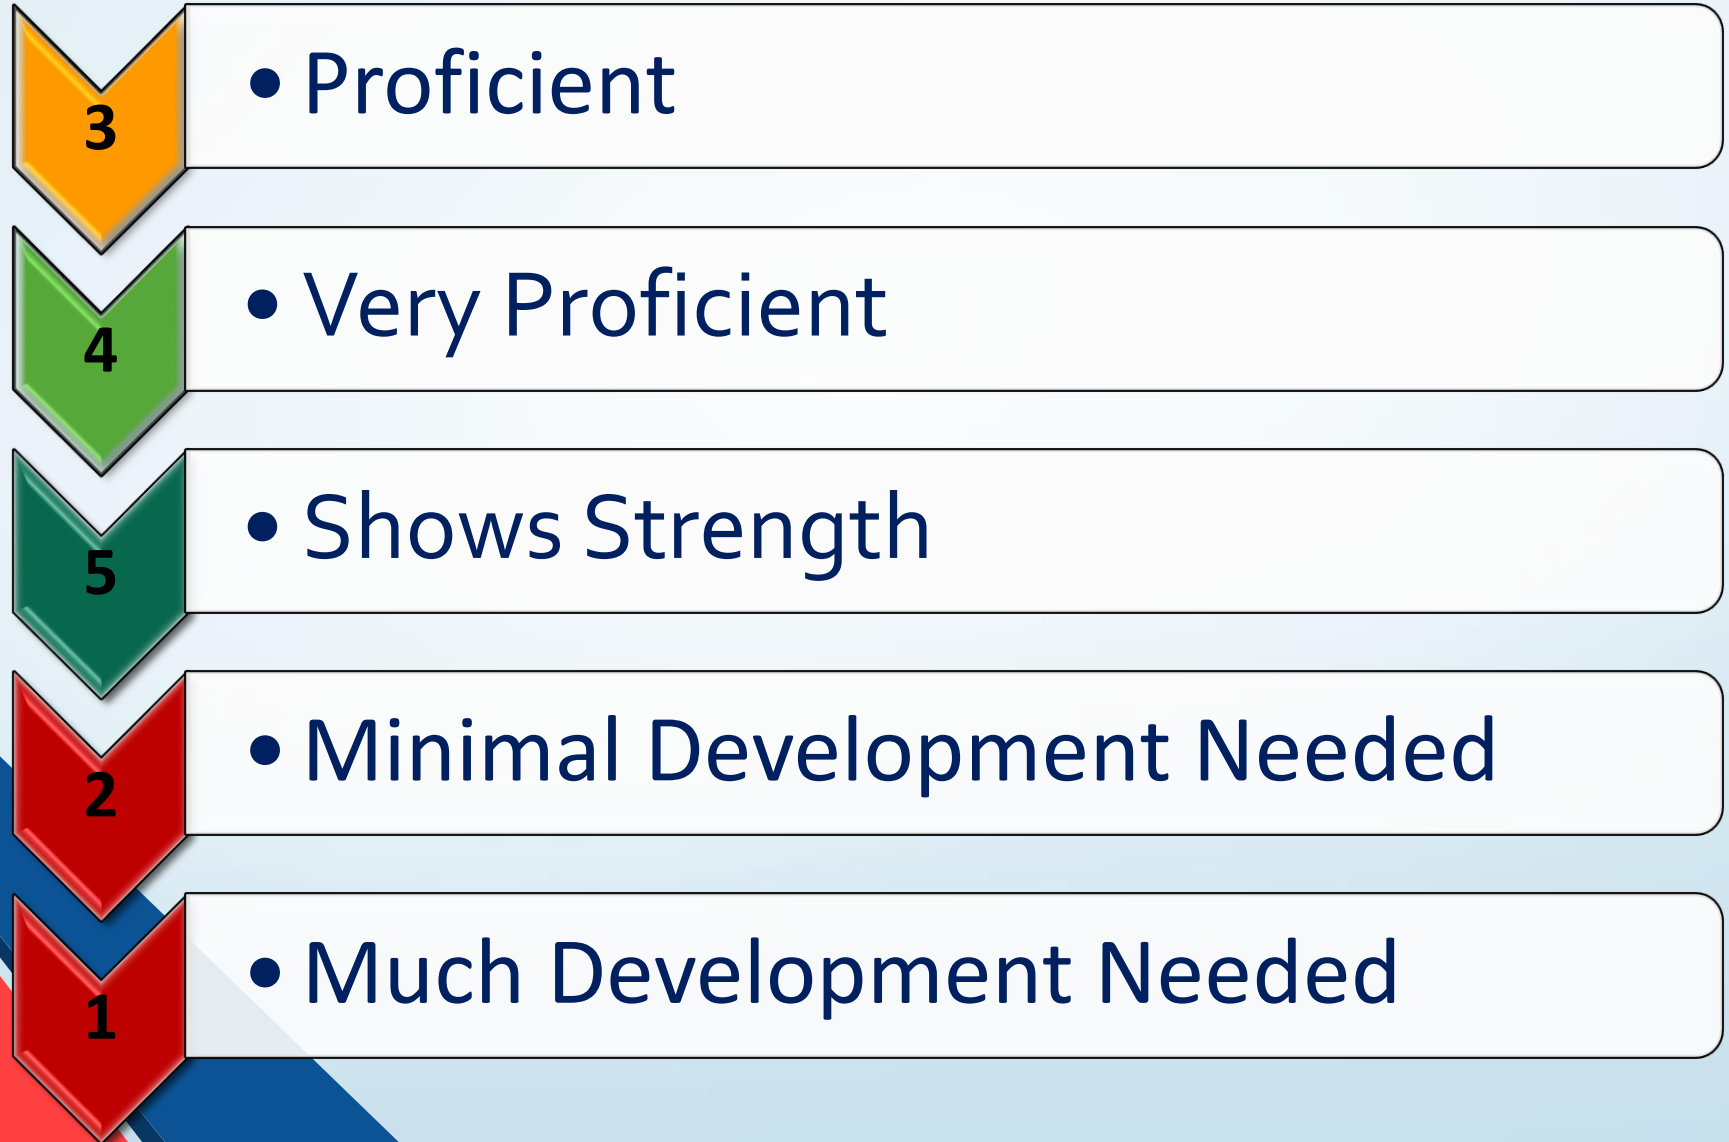 3
• Proficient
4
• Very Proficient
5
• Shows Strength
2
• Minimal Development Needed
1
• Much Development Needed